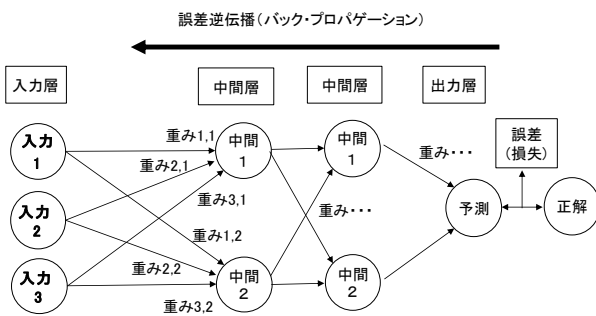 誤差逆伝播(バック・プロパゲーション)
入力層
中間層
中間層
出力層
入力
1
入力
2
入力
3
重み1,1
重み2,1
重み3,1
重み1,2
重み2,2
重み3,2
中間
1
中間
2
重み・・・
中間
1
中間
2
重み・・・
予測
誤差
(損失)
正解